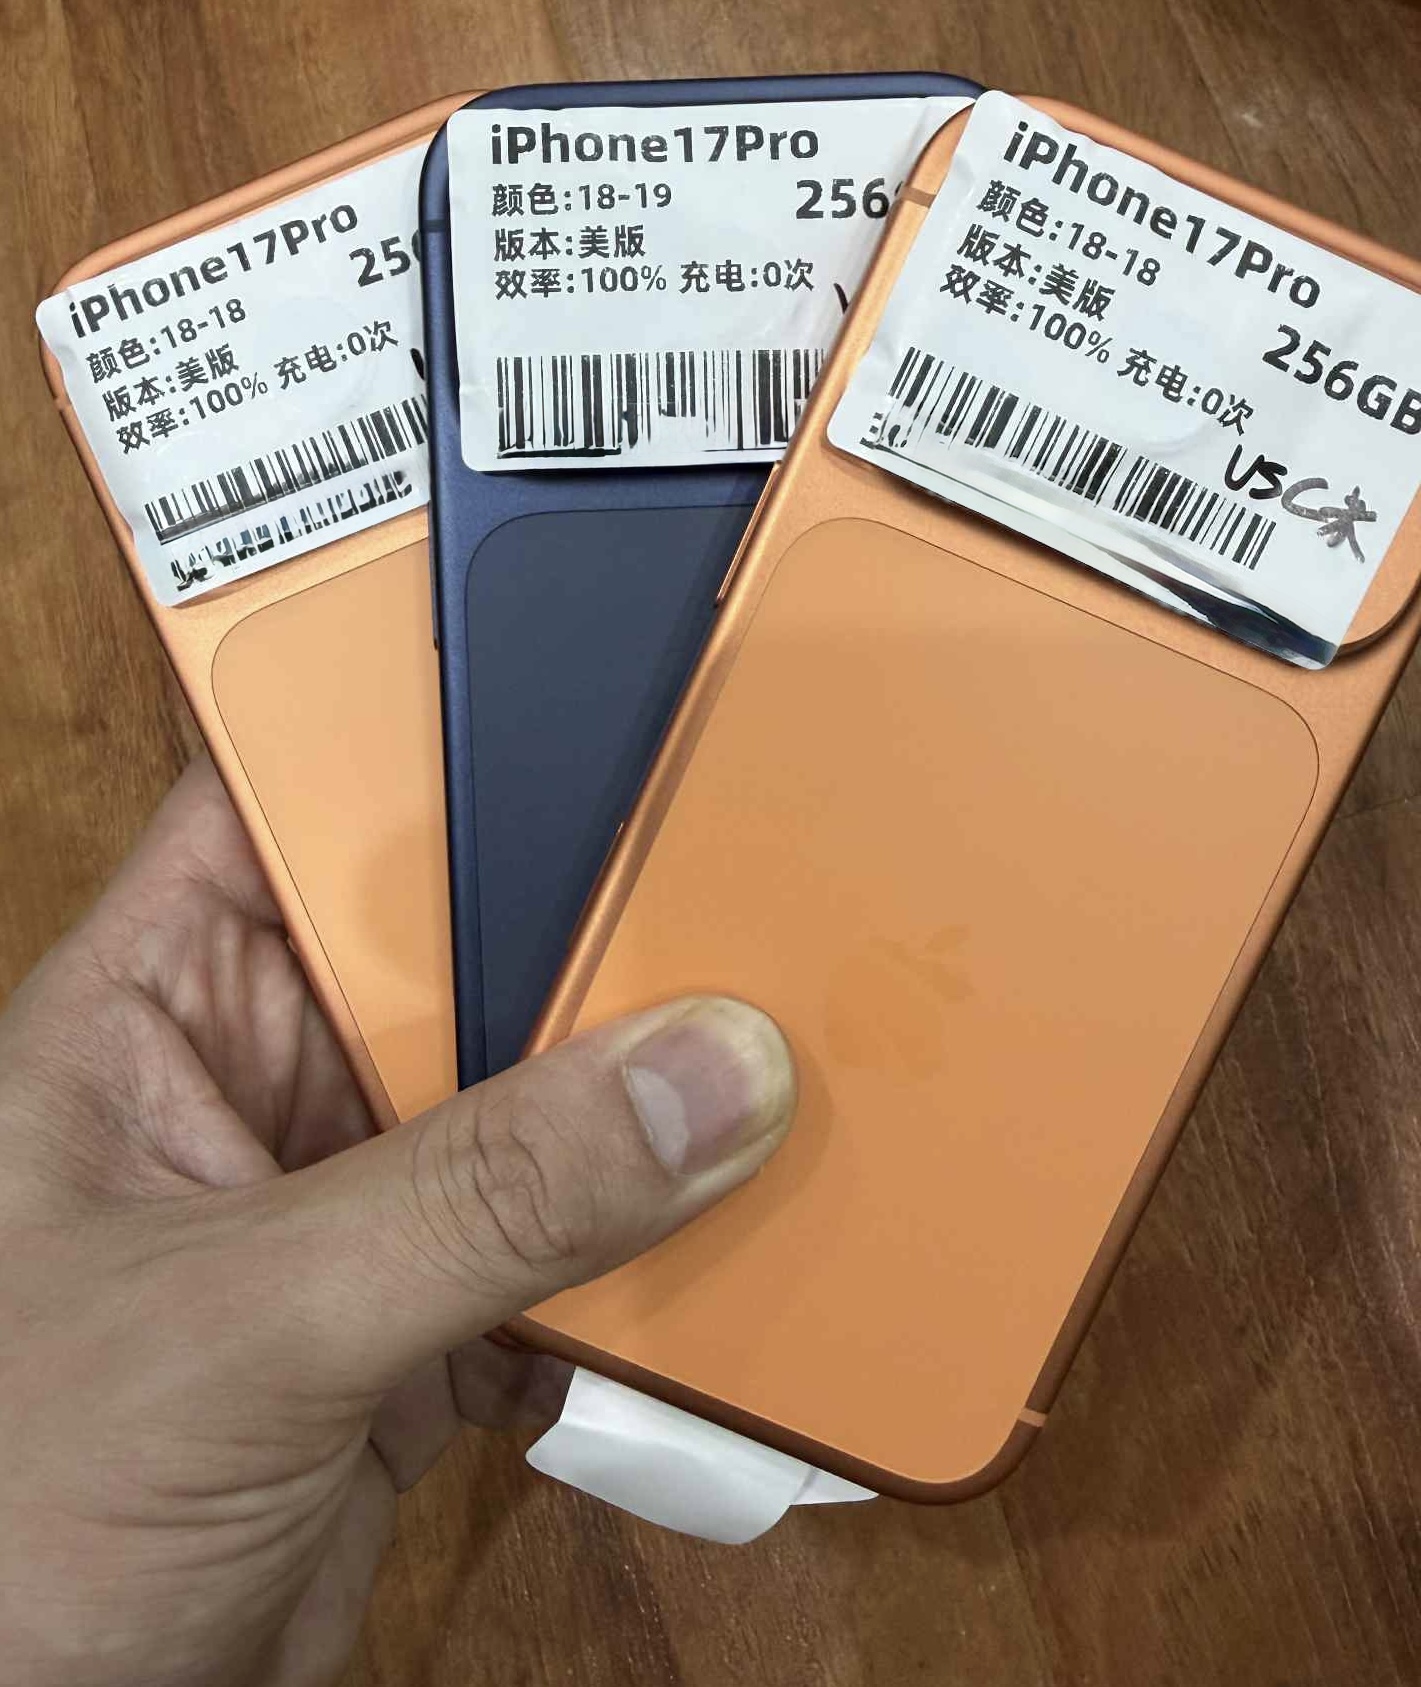 iPhone17Pro
25
颜色:18-18
版本:美版
效率:100% 充电:0次
iPhone17Pro
颜色:18-19
256
版本:美版
效率:100% 充电:0次
iPhone17Pro
颜色:18-18
版本:美版
256GB
效率:100% 充电:0次
US